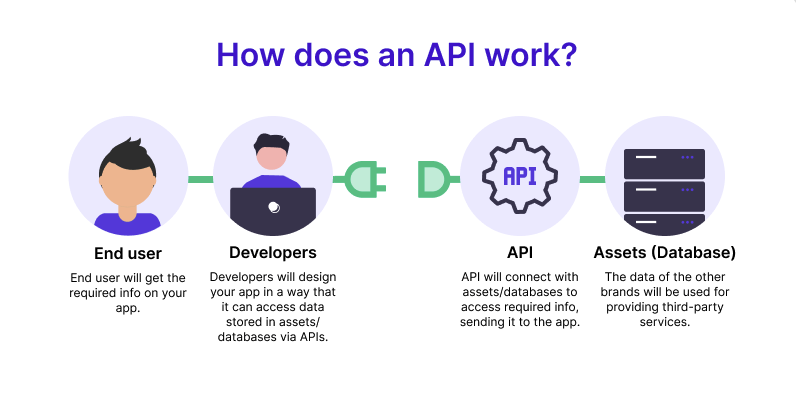 How does an API work?
API
End user
End user will get the
required info on your
app.
Developers
Developers will design
your app in a way that
it can access data
stored in assets/
databases via APIs.
API
API will connect with
assets/databases to
access required info,
sending it to the app.
Assets (Database)
The data of the other
brands will be used for
providing third-party
services.